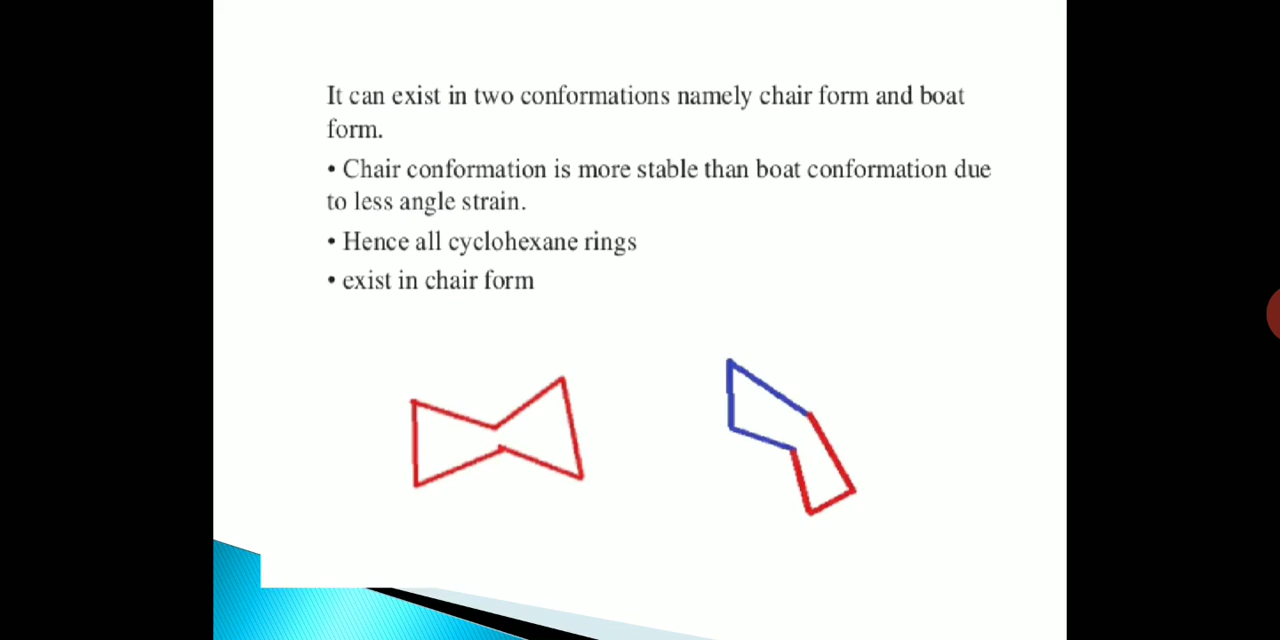 It can exist in two conformations namely chair form and boat
form.
• Chair conformation is more stable than boat conformation due
to less angle strain.
• Hence all cyclohexane rings
• exist in chair form